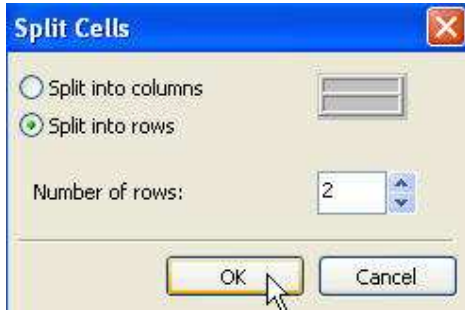 Split Cells
Split into columns
Split into rows
Number of rows:
2
OK
Cancel